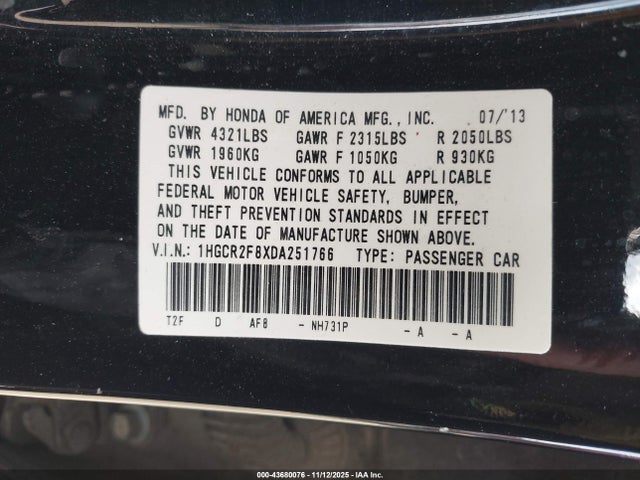 MFD. BY HONDA OF AMERICA MFG., INC. 07/'13
GVWR 4321LBS GAWR F 2315LBS R 2050LBS
GVWR 1960KG GAWR F 1050KG R 930KG
THIS VEHICLE CONFORMS TO ALL APPLICABLE
FEDERAL MOTOR VEHICLE SAFETY, BUMPER,
AND THEFT PREVENTION STANDARDS IN EFFECT
ON THE DATE OF MANUFACTURE SHOWN ABOVE.
V.I.N.: 1HGCR2F8XDA251766 TYPE: PASSENGER CAR
T2F D AF8 - NH731P - A - A
000-43680076 - 11/12/2025 - IAA Inc.